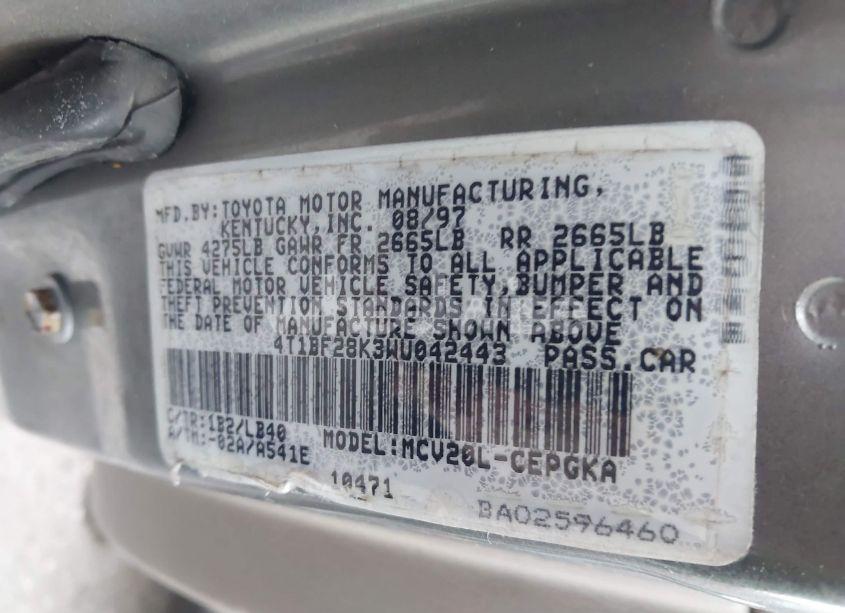 MFD.BY:TOYOTA MOTOR MANUFACTURING,
KENTUCKY,INC. 08/97
GVWR 4275LB GAWR FR 2665LB RR 2665LB
THIS VEHICLE CONFORMS TO ALL APPLICABLE
FEDERAL MOTOR VEHICLE SAFETY,BUMPER AND
THEFT PREVENTION STANDARDS IN EFFECT ON
THE DATE OF MANUFACTURE SHOWN ABOVE
4T1BF28K3WU042443 PASS.CAR
C/TR:1B2/LB40
A/TM:-02A/A541E MODEL:MCV20L-CEPGKA
10471
BA02596460